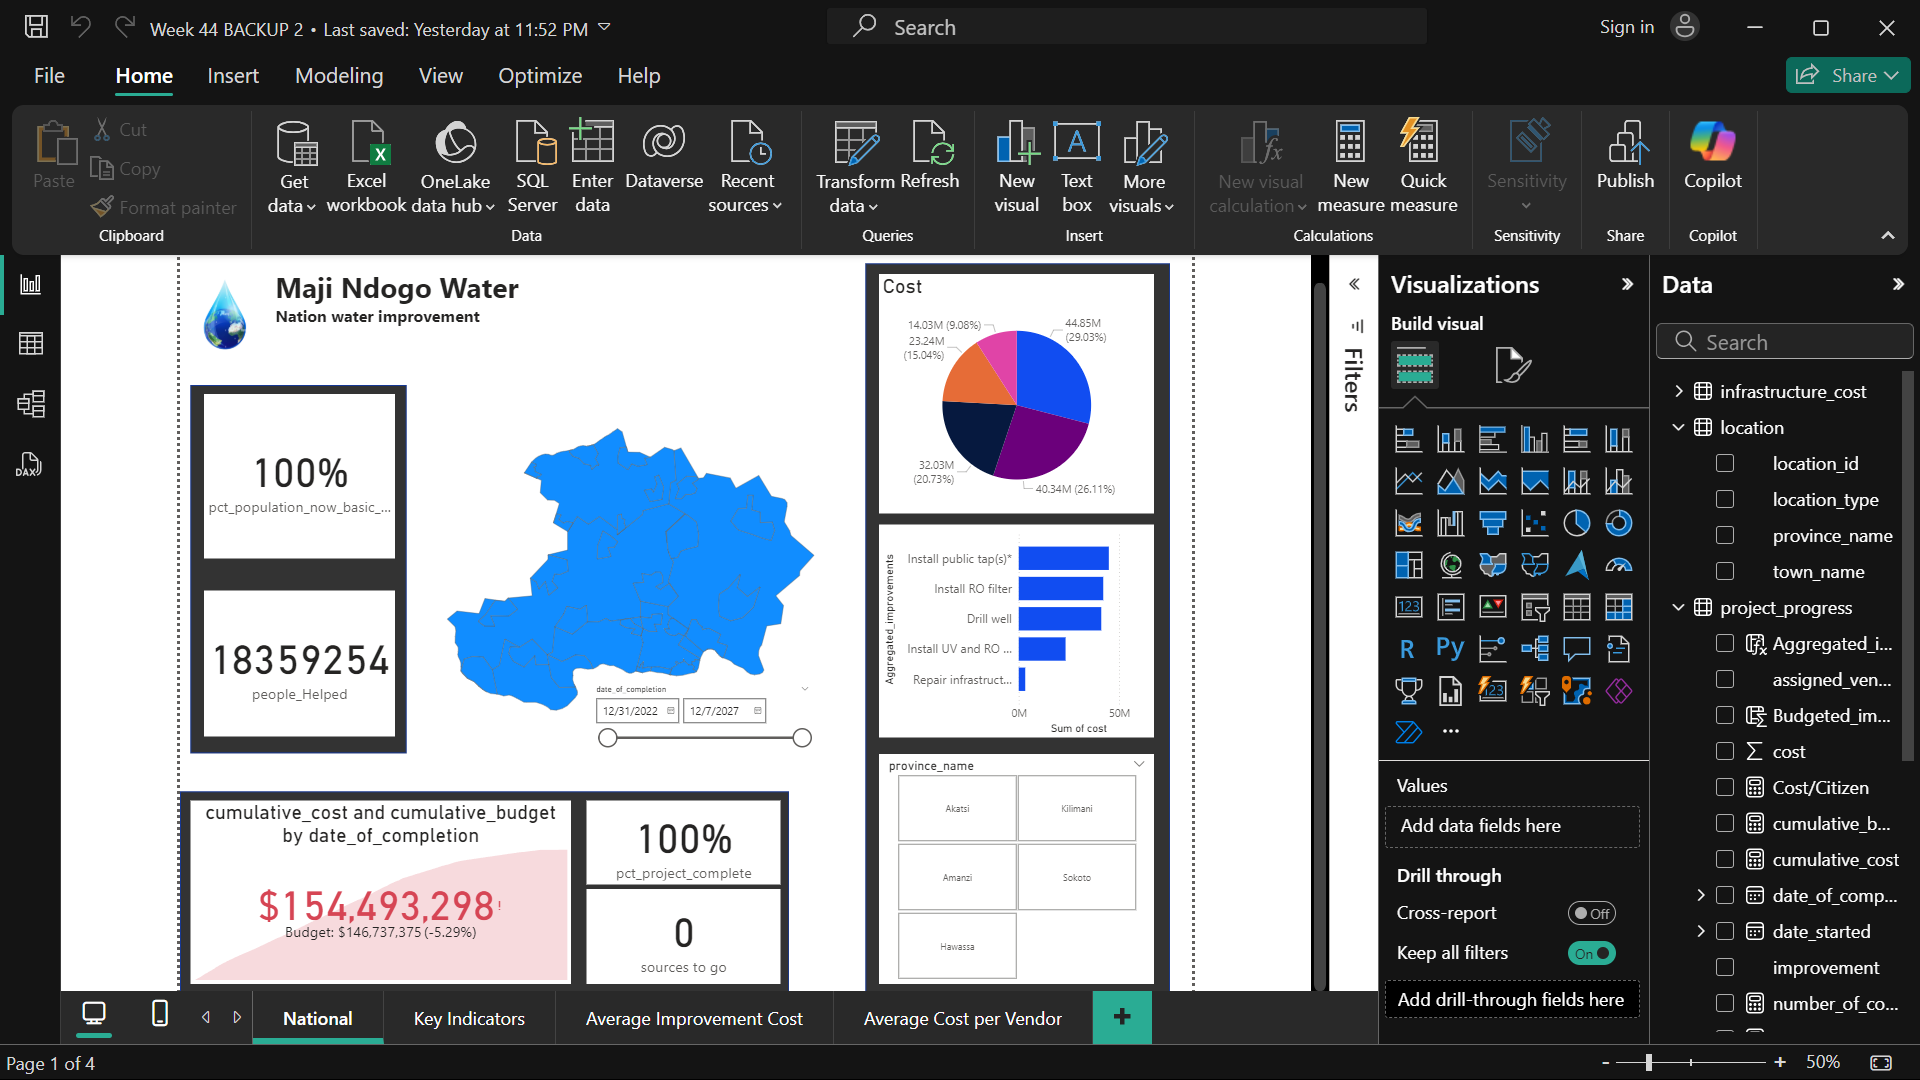 Week 44 BACKUP 2 • Last saved: Yesterday at 11:52 PM
Search
Sign in
File
Home
Insert
Modeling
View
Optimize
Help
Share
Paste
Cut
Copy
Format painter
Clipboard
Get data
Excel workbook
OneLake data hub
SQL Server
Enter data
Dataverse
Recent sources
Data
Transform data
Refresh
Queries
New visual
Text box
More visuals
Insert
New visual calculation
New measure
Quick measure
Calculations
Sensitivity
Sensitivity
Publish
Share
Copilot
Copilot
DAX
Maji Ndogo Water
Nation water improvement
100%
pct_population_now_basic_...
18359254
people_Helped
date_of_completion
12/31/2022
12/7/2027
cumulative_cost and cumulative_budget
by date_of_completion
$154,493,298!
Budget: $146,737,375 (-5.29%)
100%
pct_project_complete
0
sources to go
Cost
14.03M (9.08%)
23.24M
(15.04%)
44.85M
(29.03%)
32.03M
(20.73%)
40.34M (26.11%)
Aggregated_improvements
Install public tap(s)*
Install RO filter
Drill well
Install UV and RO ...
Repair infrastruct...
0M
50M
Sum of cost
province_name
Akatsi
Kilimani
Amanzi
Sokoto
Hawassa
Filters
Visualizations
Build visual
123
R
Py
123
Values
Add data fields here
Drill through
Cross-report
Off
Keep all filters
On
Add drill-through fields here
Data
Search
infrastructure_cost
location
location_id
location_type
province_name
town_name
project_progress
Aggregated_i...
assigned_ven...
Budgeted_im...
cost
Cost/Citizen
cumulative_b...
cumulative_cost
date_of_comp...
date_started
improvement
number_of_co...
National
Key Indicators
Average Improvement Cost
Average Cost per Vendor
Page 1 of 4
- + 50%